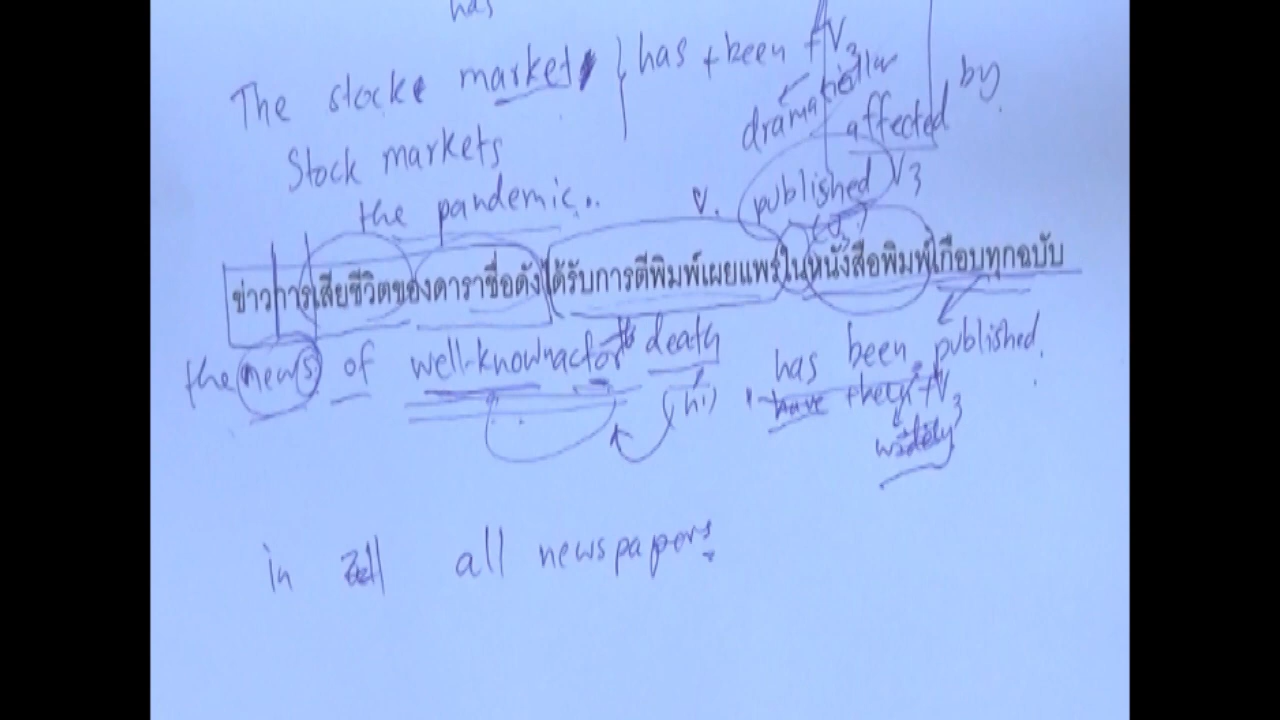 has
The stock market has + been + V3
dramatically affected by
Stock markets
the pandemic.. V. published V3
(V3)
ข่าวการเสียชีวิตของดาราชื่อดังได้รับการตีพิมพ์เผยแพร่ในหนังสือพิมพ์เกือบทุกฉบับ
the news of well-known actor's death has been published.
(n.) have + been + V3
widely
in all newspapers